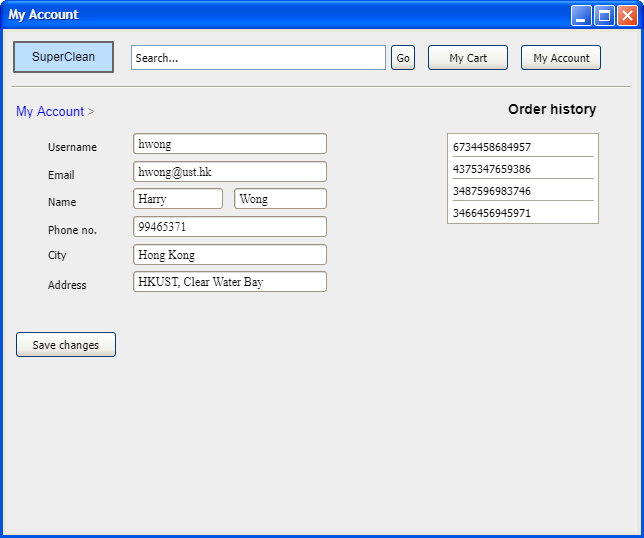 My Account
SuperClean
Search...
Go
My Cart
My Account
My Account >
Order history
Username
hwong
6734458684957
Email
hwong@ust.hk
4375347659386
Name
Harry
Wong
3487596983746
Phone no.
99465371
3466456945971
City
Hong Kong
Address
HKUST, Clear Water Bay
Save changes